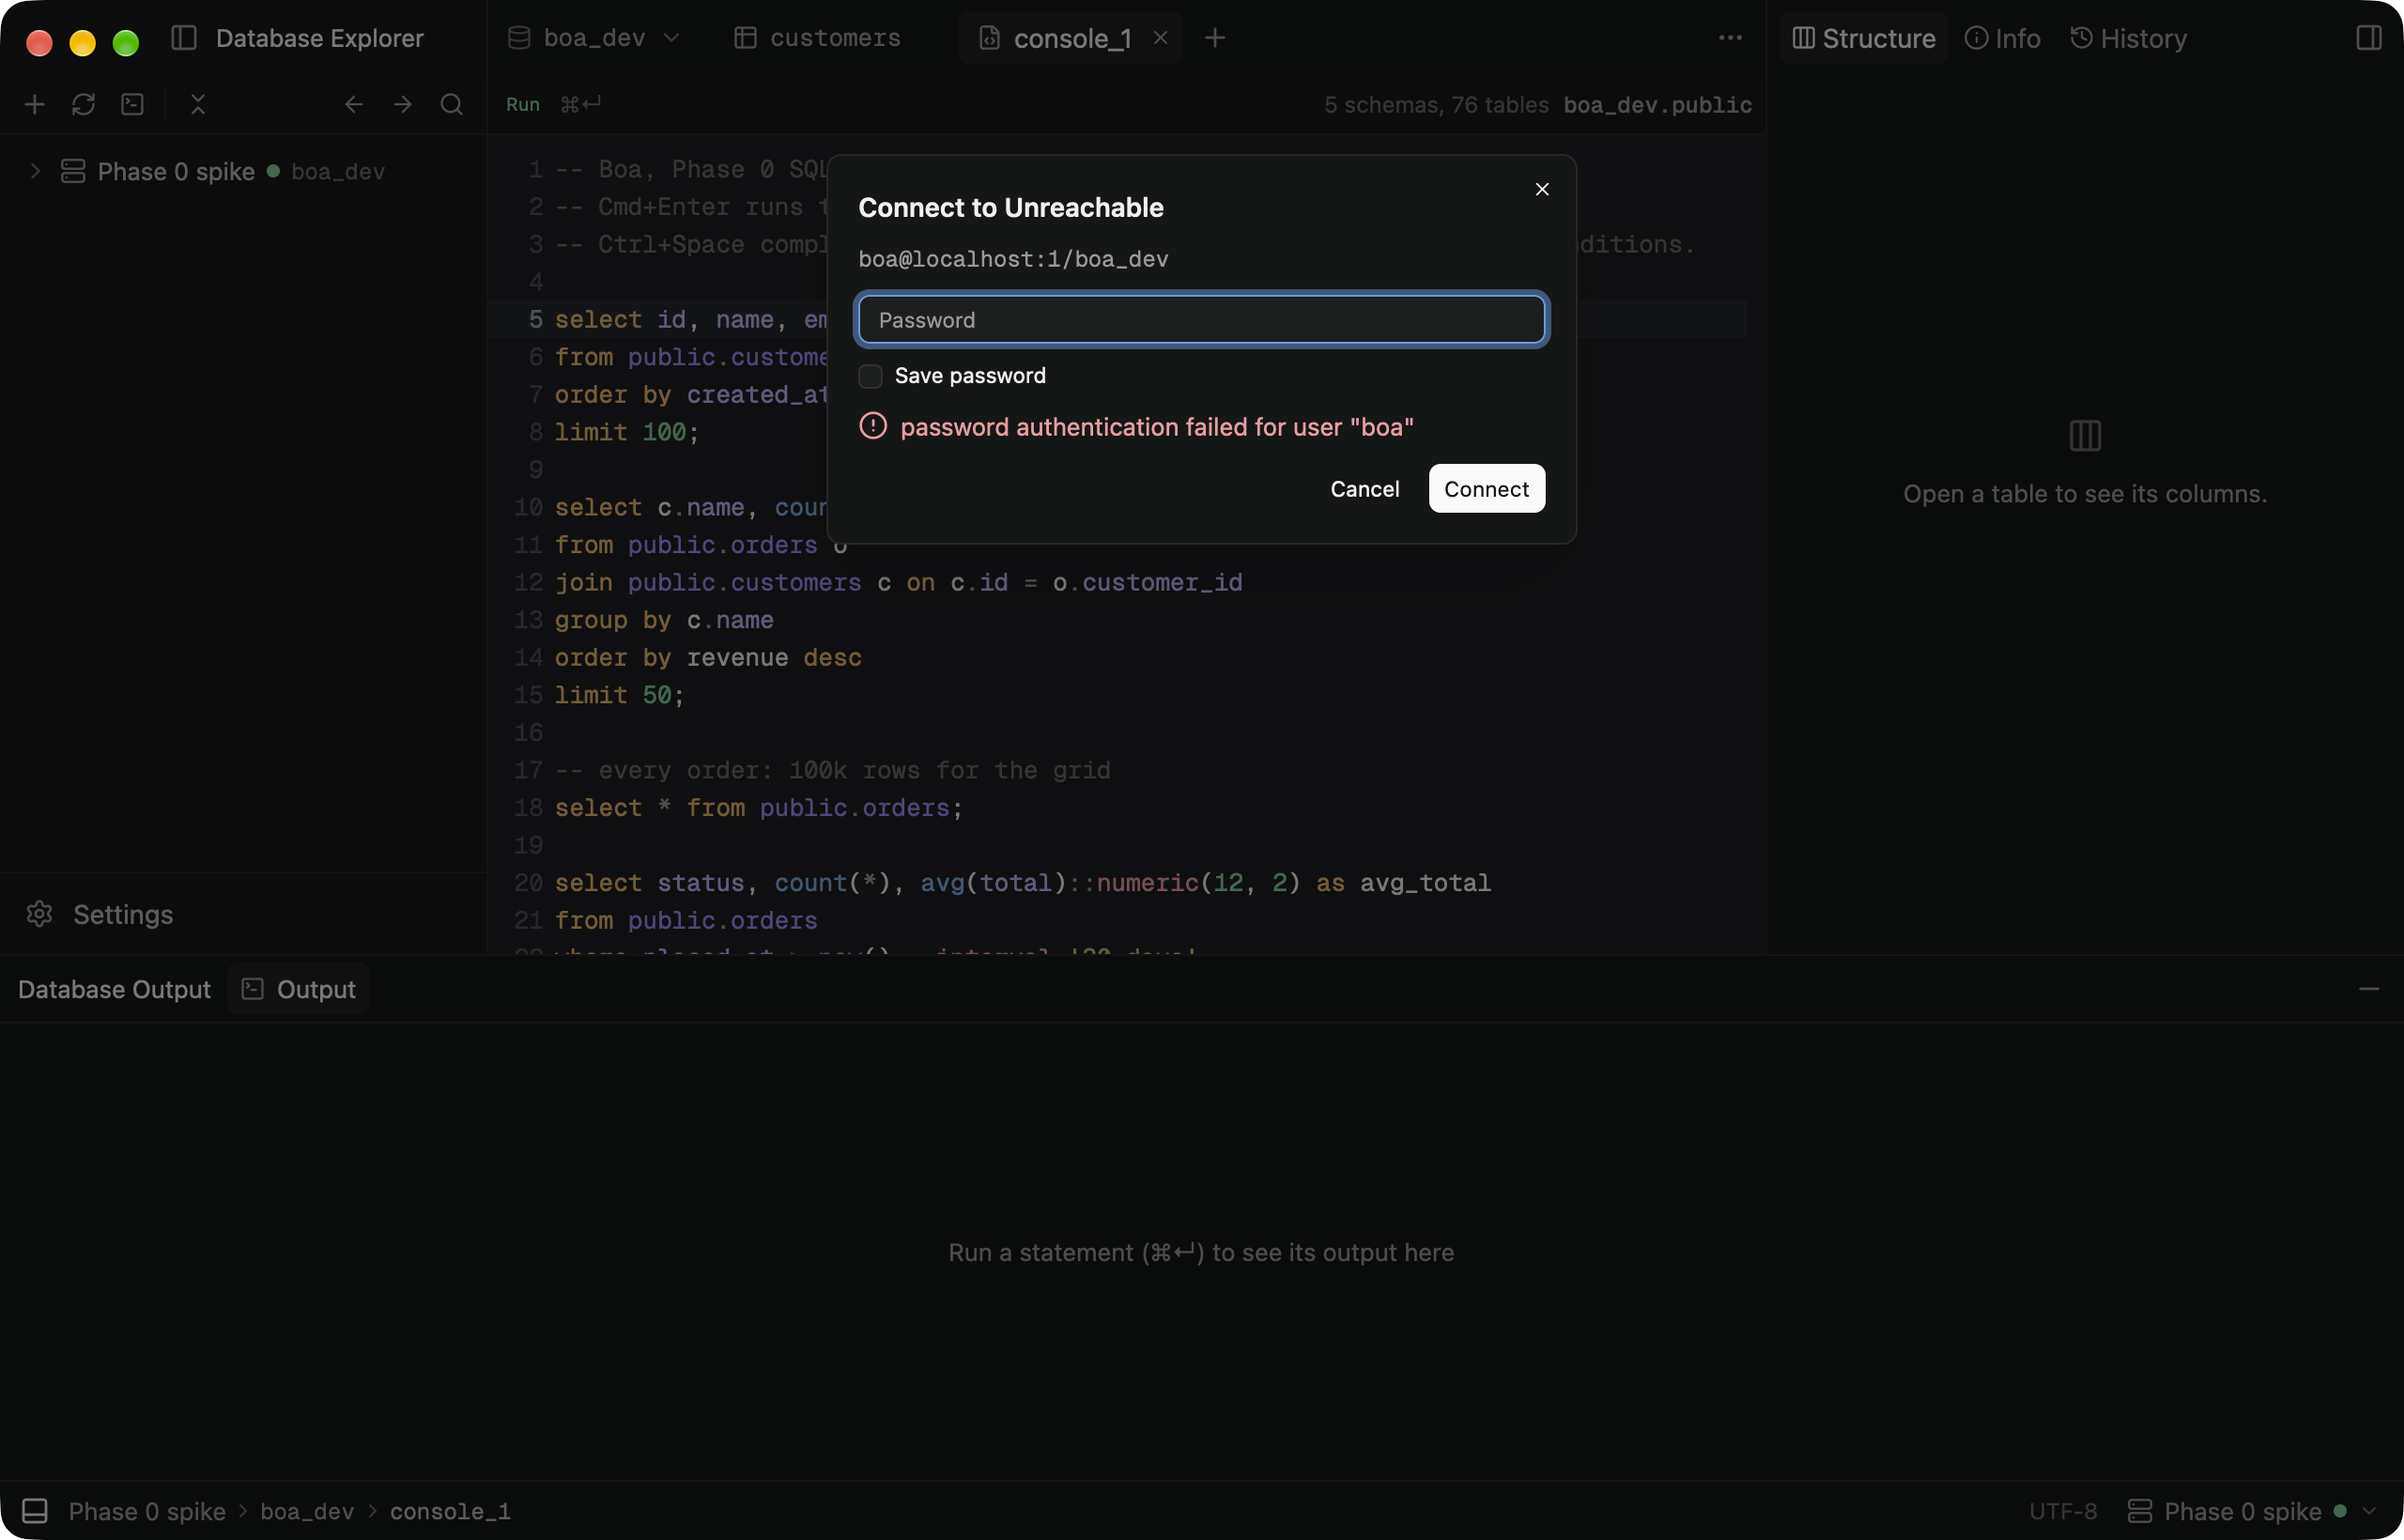 Database Explorer
boa_dev
customers
console_1
Structure
Info
History
Run ⌘↵
5 schemas, 76 tables boa_dev.public
Phase 0 spike boa_dev
1 -- Boa, Phase 0 SQL
2 -- Cmd+Enter runs
3 -- Ctrl+Space compl
ditions.
4
5 select id, name, em
6 from public.custome
7 order by created_at
8 limit 100;
9
10 select c.name, coun
11 from public.orders o
12 join public.customers c on c.id = o.customer_id
13 group by c.name
14 order by revenue desc
15 limit 50;
16
17 -- every order: 100k rows for the grid
18 select * from public.orders;
19
20 select status, count(*), avg(total)::numeric(12, 2) as avg_total
21 from public.orders
Connect to Unreachable
boa@localhost:1/boa_dev
Password
Save password
password authentication failed for user "boa"
Cancel
Connect
Open a table to see its columns.
Settings
Database Output
Output
Run a statement (⌘↵) to see its output here
Phase 0 spike > boa_dev > console_1
UTF-8
Phase 0 spike